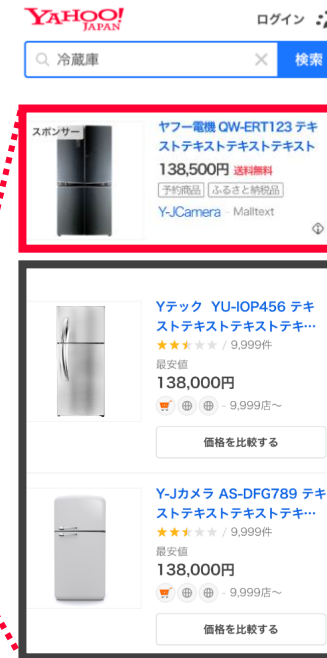 YAHOO!
JAPAN
ログイン
冷蔵庫
検索
スポンサー
ヤフー電機 QW-ERT123 テキ
ストテキストテキストテキスト
138,500円 送料無料
予約商品 ふるさと納税品
Y-JCamera - Malltext
Yテック YU-IOP456 テキ
ストテキストテキストテキ…
/ 9,999件
最安値
138,000円
- 9,999店～
価格を比較する
Y-Jカメラ AS-DFG789 テキ
ストテキストテキストテキ…
/ 9,999件
最安値
138,000円
- 9,999店～
価格を比較する